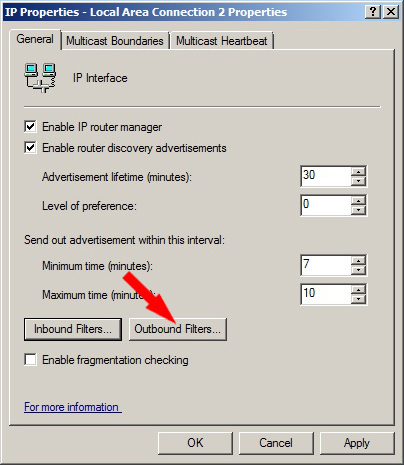 IP Properties - Local Area Connection 2 Properties
General Multicast Boundaries Multicast Heartbeat
IP Interface
Enable IP router manager
Enable router discovery advertisements
Advertisement lifetime (minutes): 30
Level of preference: 0
Send out advertisement within this interval:
Minimum time (minutes): 7
Maximum time (minutes): 10
Inbound Filters... Outbound Filters...
Enable fragmentation checking
For more information
OK Cancel Apply